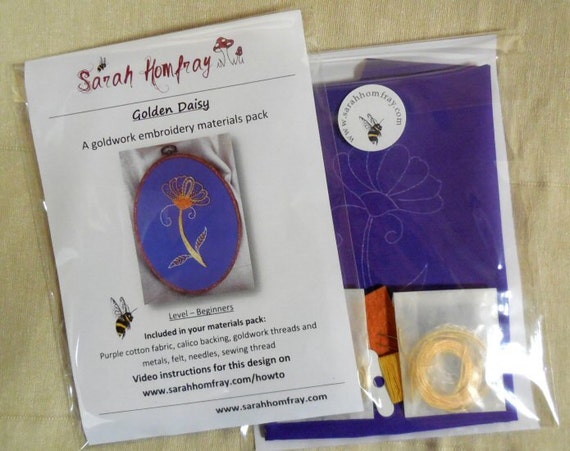 Sarah Homfray
Golden Daisy
A goldwork embroidery materials pack
Level – Beginners
Included in your materials pack:
Purple cotton fabric, calico backing, goldwork threads and
metals, felt, needles, sewing thread
Video instructions for this design on
www.sarahhomfray.com/howto
www.sarahhomfray.com
www.sarahhomfray.com